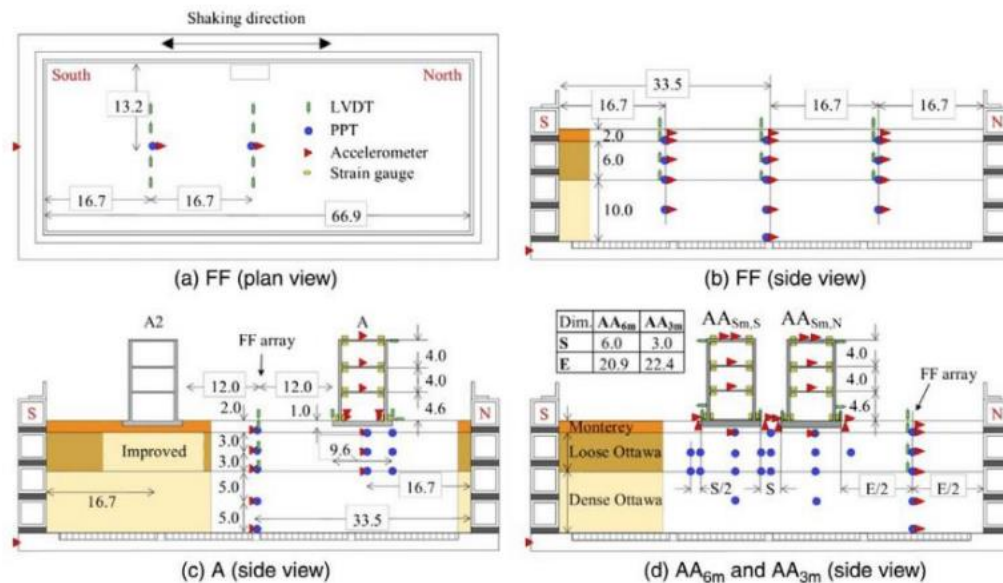 Shaking direction
South
North
13.2
LVDT
PPT
Accelerometer
Strain gauge
16.7
16.7
66.9
(a) FF (plan view)
33.5
16.7
16.7
16.7
S
N
2.0
6.0
10.0
(b) FF (side view)
A2
A
FF array
12.0
12.0
4.0
4.0
4.6
2.0
1.0
S
N
3.0
3.0
Improved
9.6
5.0
16.7
16.7
5.0
33.5
(c) A (side view)
Dim. AA6m AA3m
S 6.0 3.0
E 20.9 22.4
AASm,S
AASm,N
4.0
4.0
4.6
FF array
S
N
Monterey
Loose Ottawa
Dense Ottawa
S/2
S
E/2
E/2
(d) AA6m and AA3m (side view)